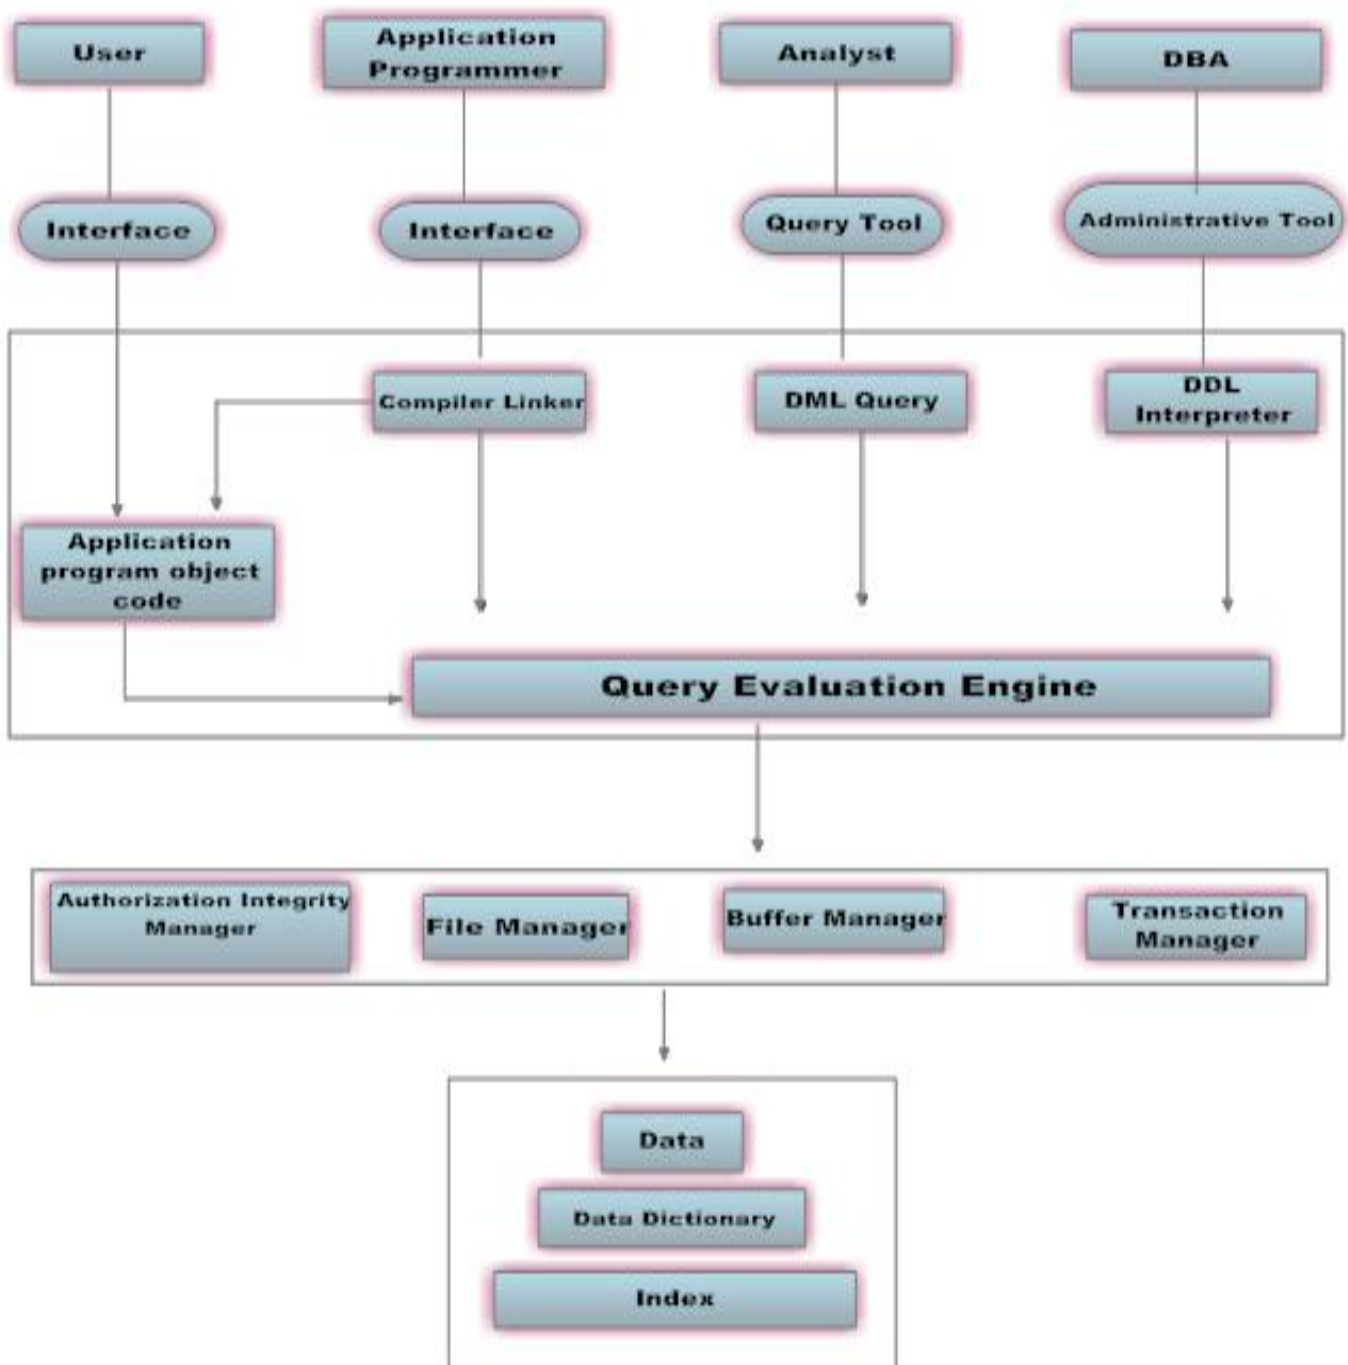 User
Application
Programmer
Analyst
DBA
Interface
Interface
Query Tool
Administrative Tool
Compiler Linker
DML Query
DDL
Interpreter
Application
program object
code
Query Evaluation Engine
Authorization Integrity
Manager
File Manager
Buffer Manager
Transaction
Manager
Data
Data Dictionary
Index